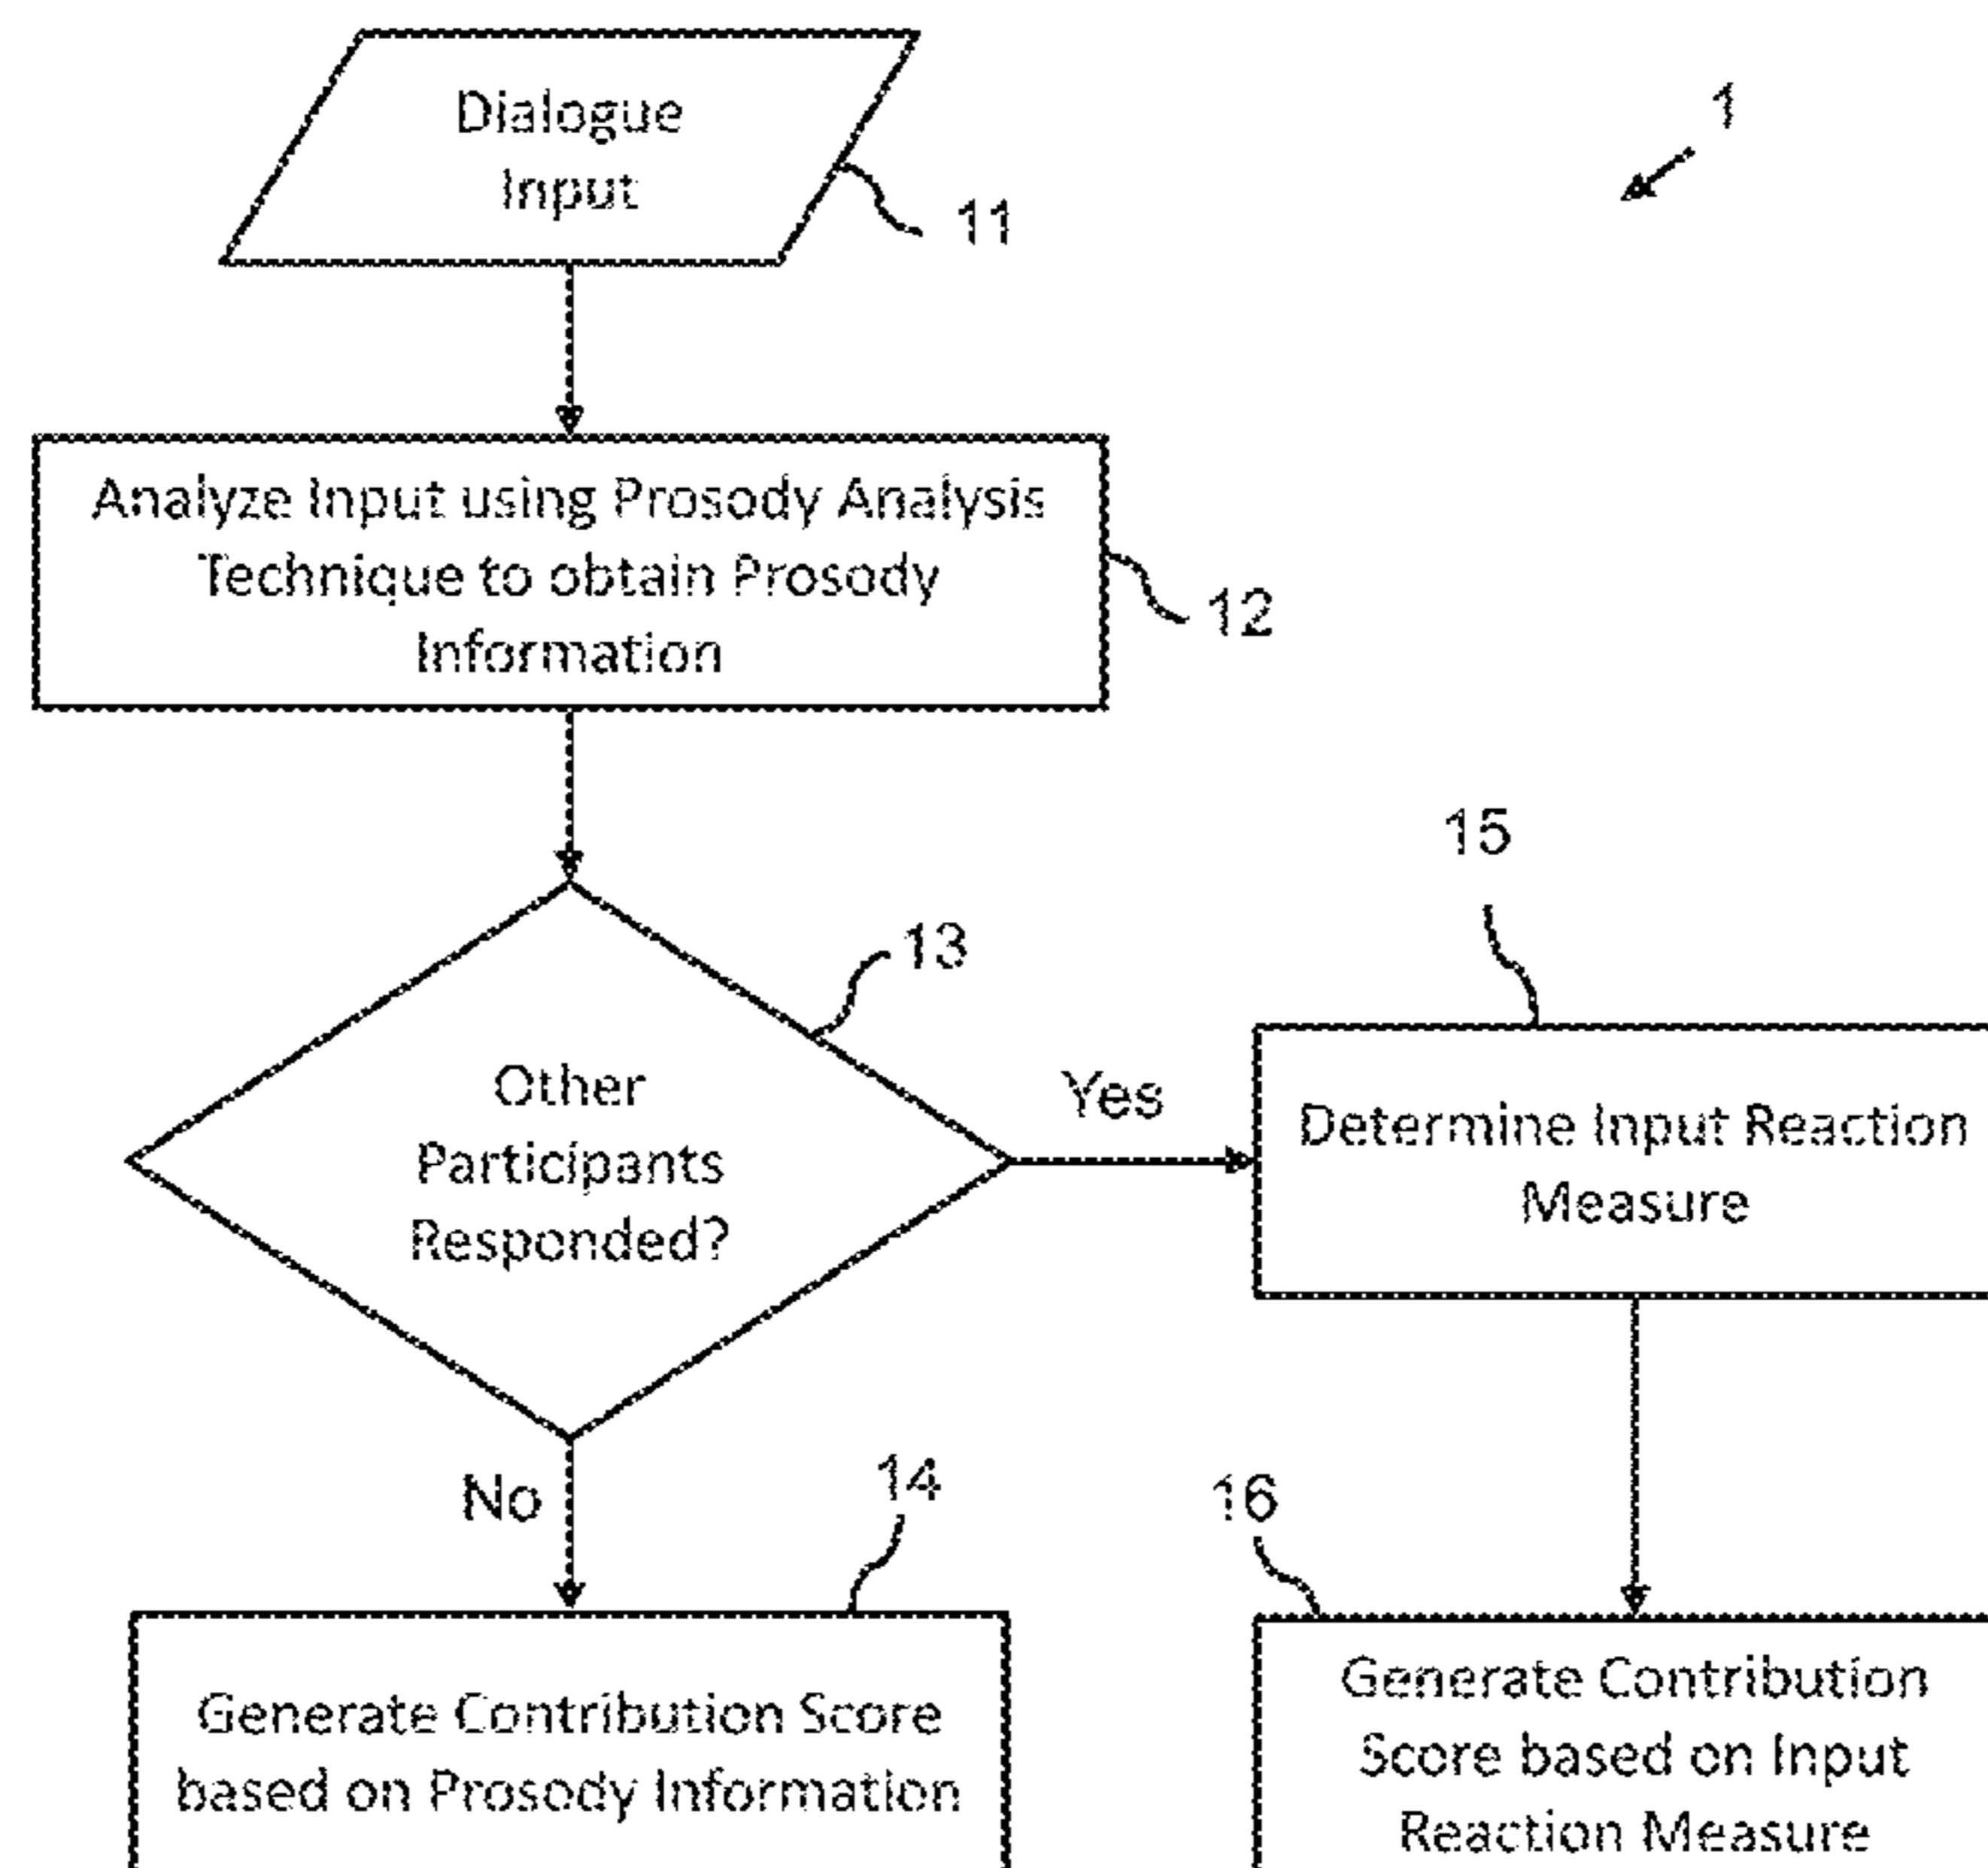 Dialogue
Input
1
11
Analyze Input using Prosody Analysis
Technique to obtain Prosody
Information
12
13
Other
Participants
Responded?
Yes
15
Determine Input Reaction
Measure
No
14
Generate Contribution Score
based on Prosody Information
16
Generate Contribution
Score based on Input
Reaction Measure